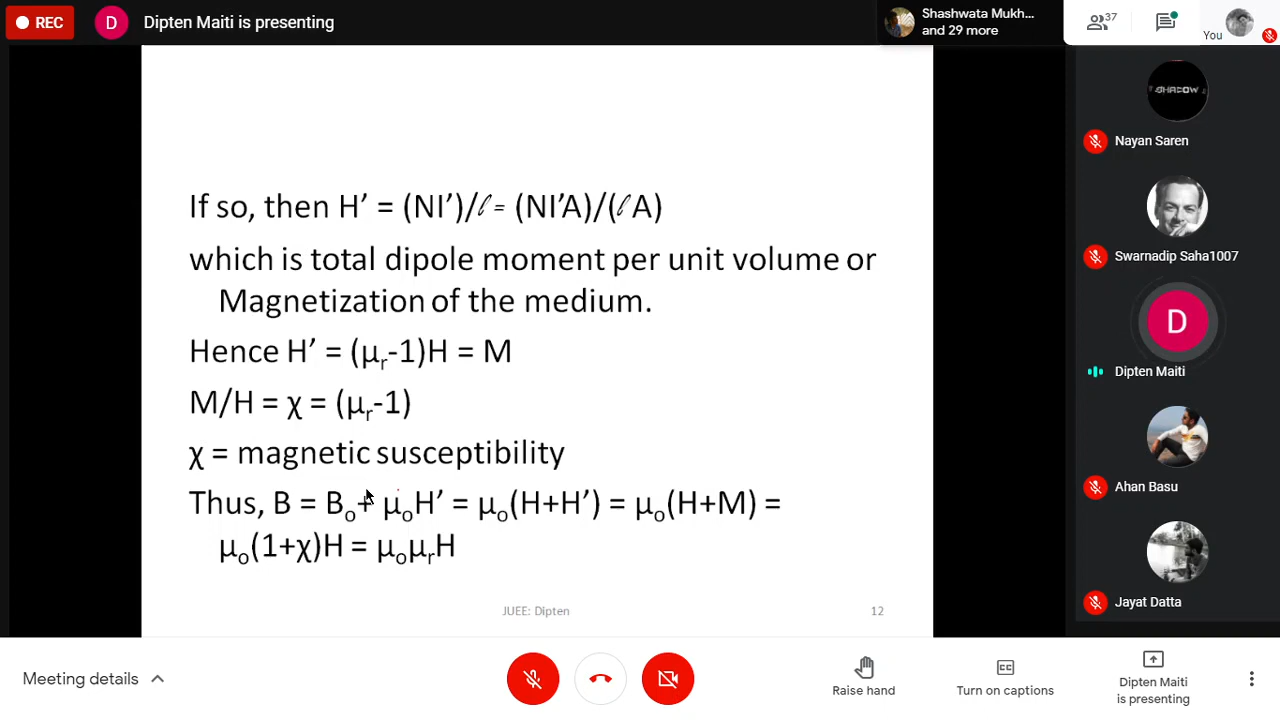 REC
D
Dipten Maiti is presenting
Shashwata Mukh...
and 29 more
37
You
SHADOW
Nayan Saren
Swarnadip Saha1007
D
Dipten Maiti
Ahan Basu
Jayat Datta
If so, then H’ = (NI’)/ℓ = (NI’A)/(ℓ A)
which is total dipole moment per unit volume or
Magnetization of the medium.
Hence H’ = (μr-1)H = M
M/H = χ = (μr-1)
χ = magnetic susceptibility
Thus, B = Bo+ μoH’ = μo(H+H’) = μo(H+M) =
μo(1+χ)H = μoμrH
JUEE: Dipten
12
Meeting details
Raise hand
Turn on captions
Dipten Maiti
is presenting